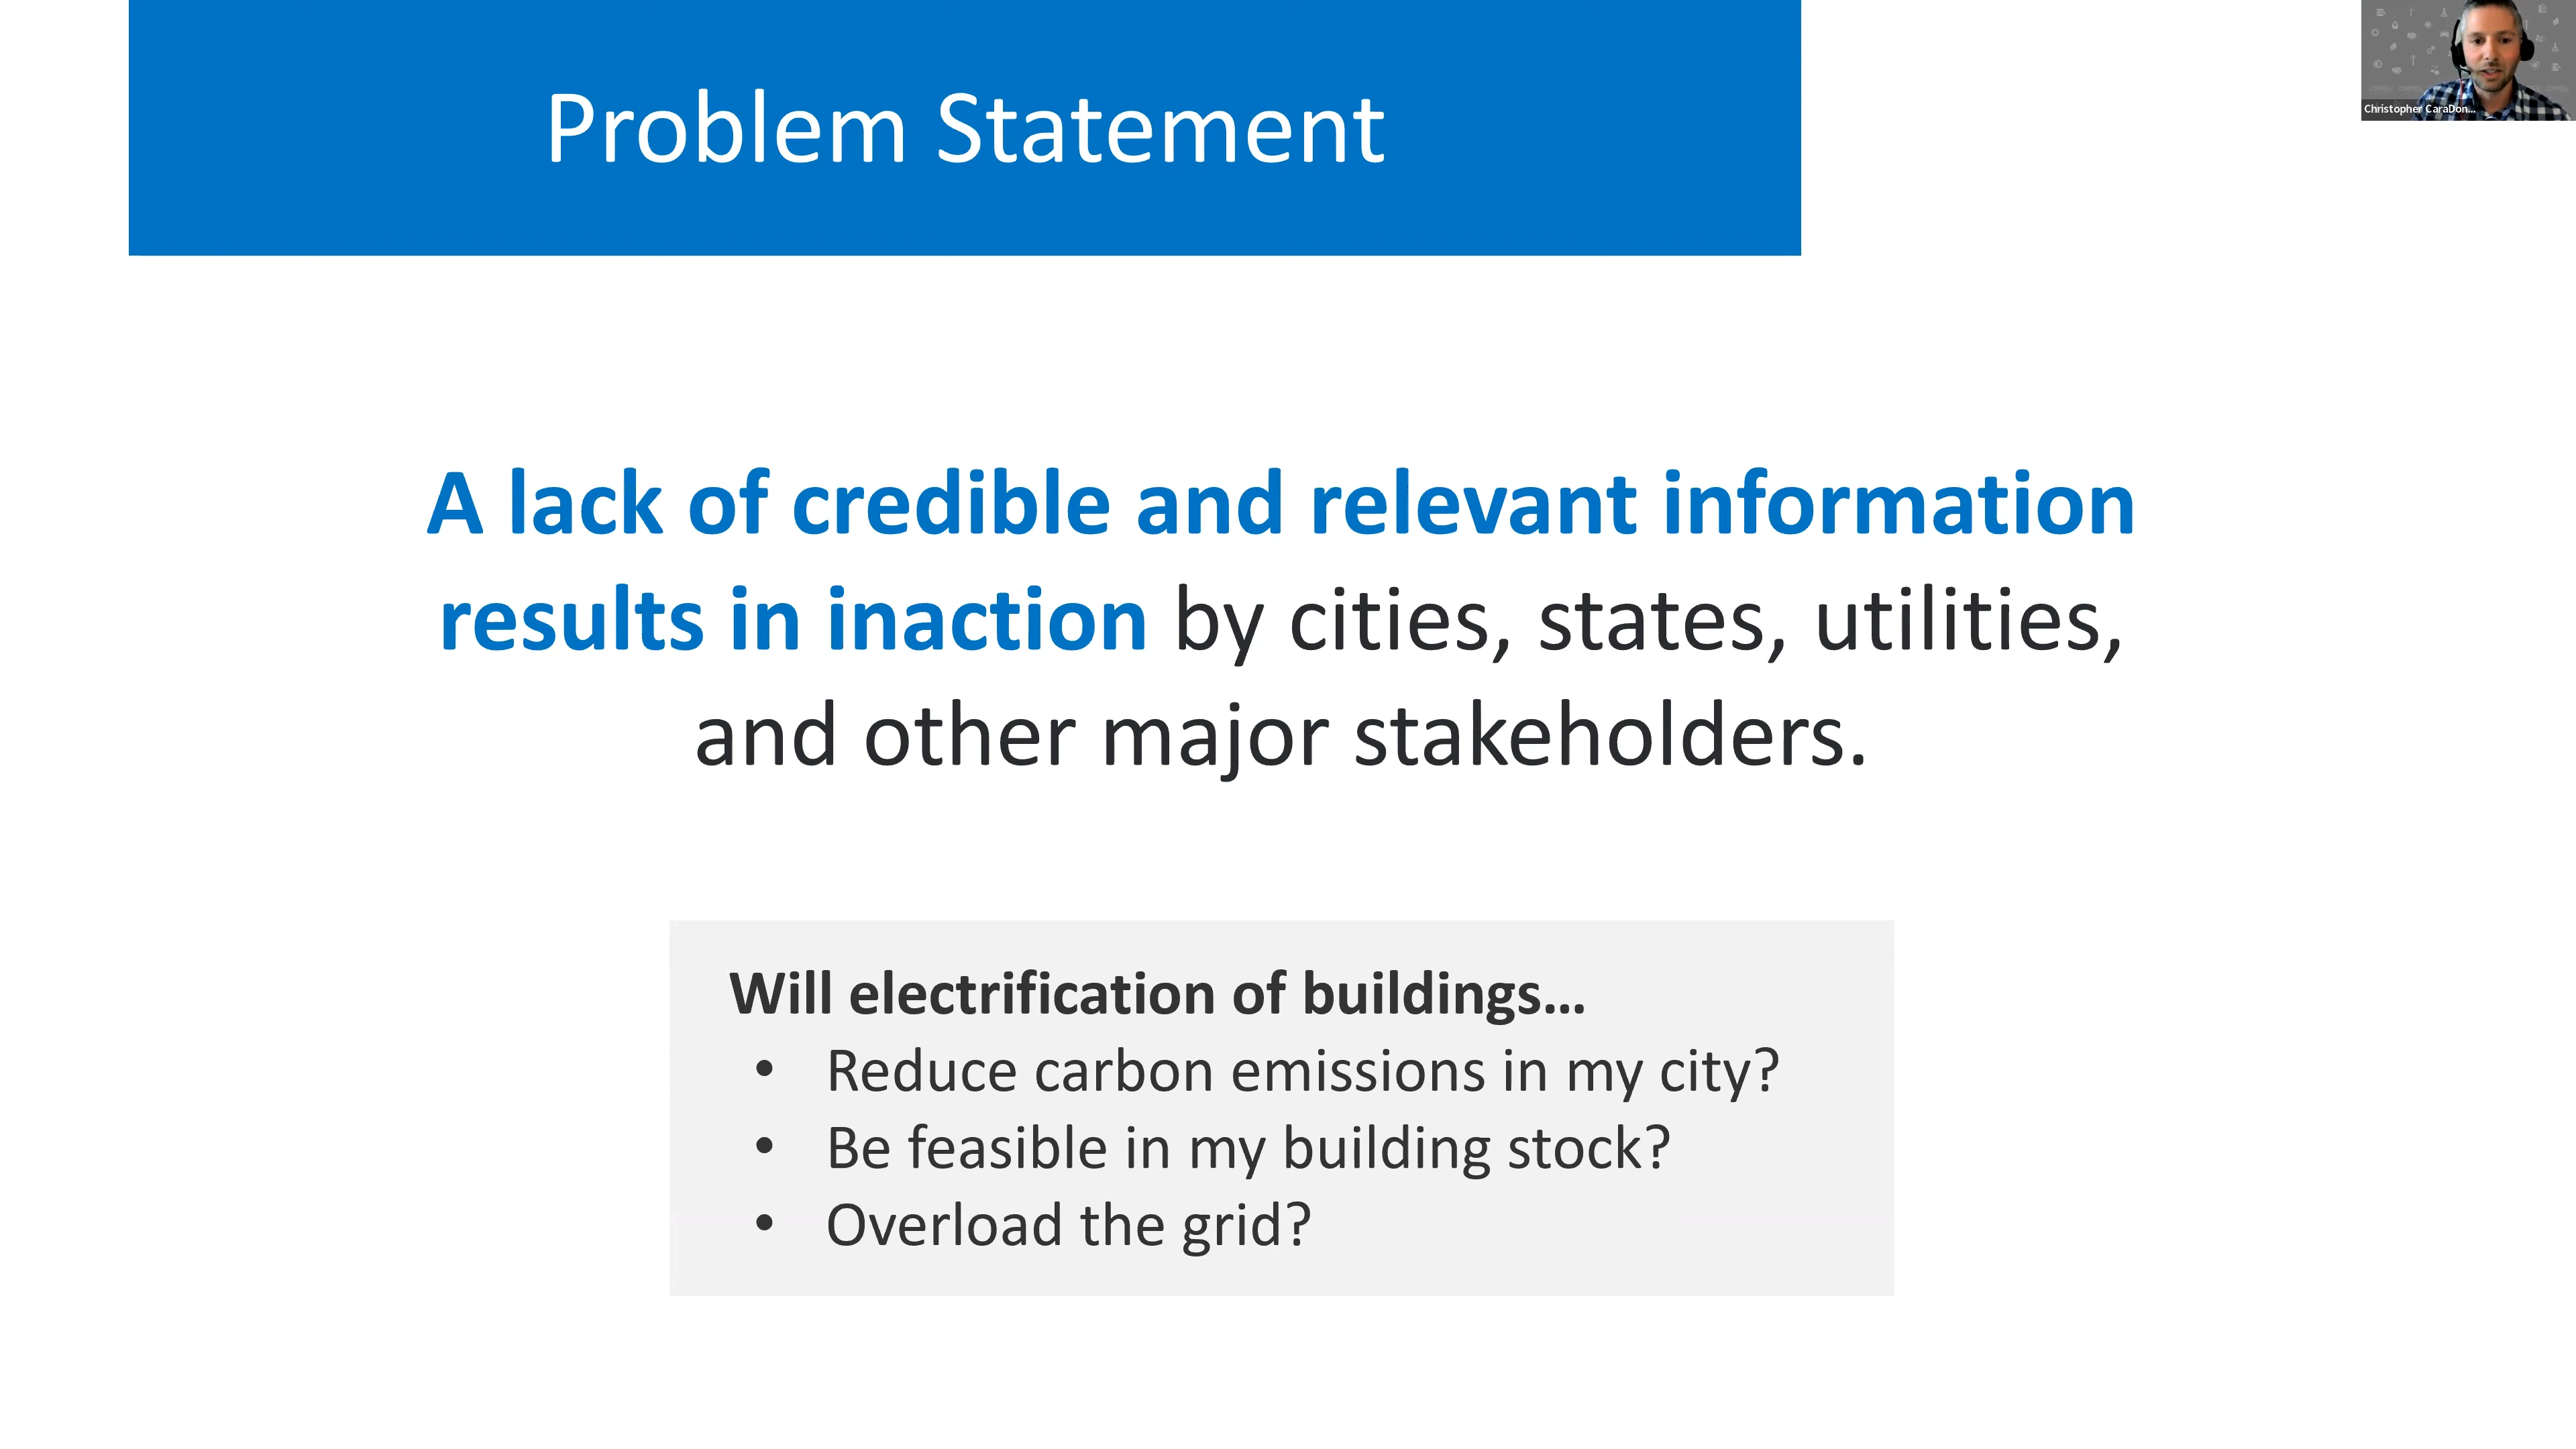 Problem Statement
Christopher CaraDon...
A lack of credible and relevant information
results in inaction by cities, states, utilities,
and other major stakeholders.
Will electrification of buildings...
• Reduce carbon emissions in my city?
• Be feasible in my building stock?
• Overload the grid?